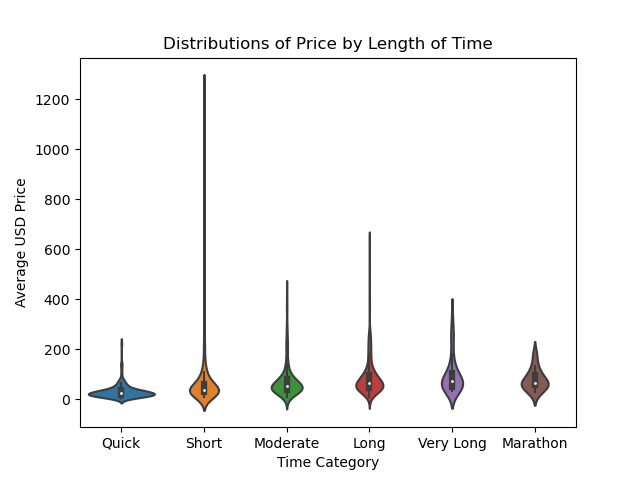 Distributions of Price by Length of Time
1200
1000
800
600
400
200
0
Average USD Price
Quick Short Moderate Long Very Long Marathon
Time Category